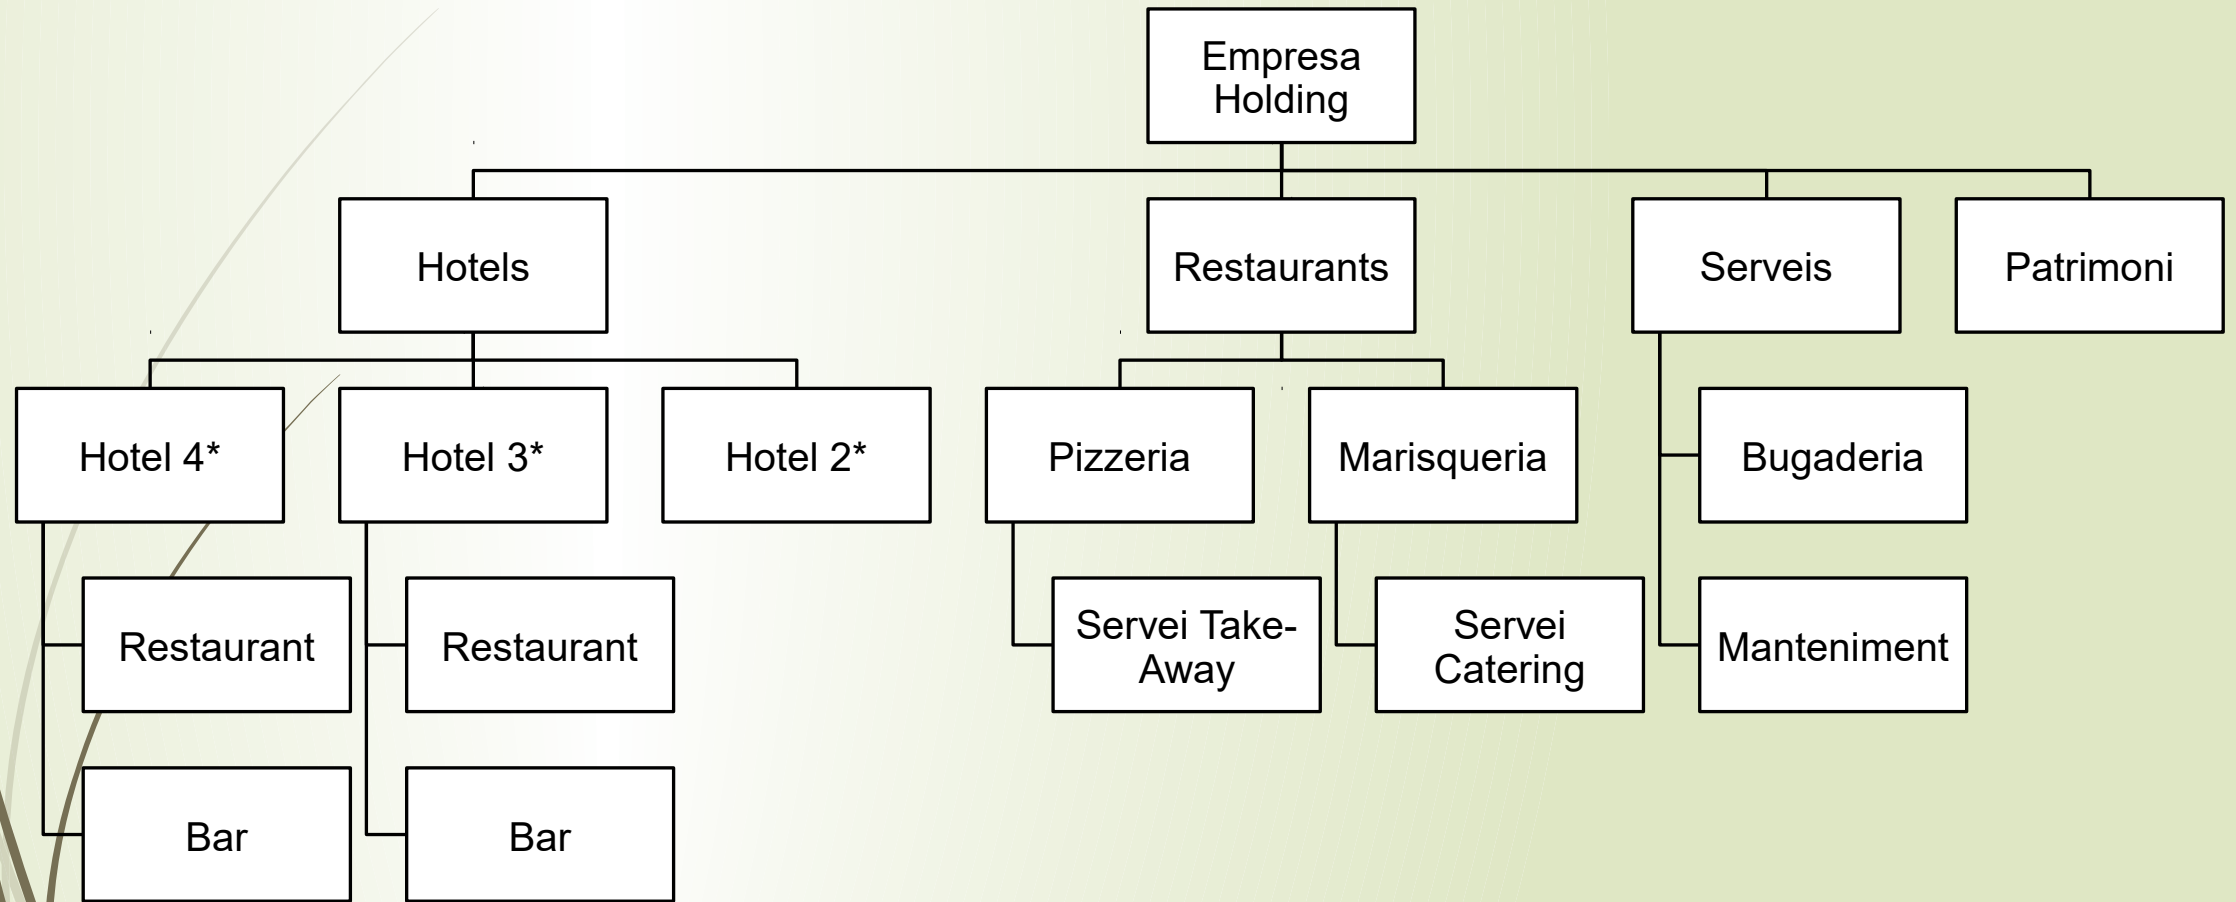 Empresa
Holding
Hotels
Restaurants
Serveis
Patrimoni
Hotel 4*
Hotel 3*
Hotel 2*
Pizzeria
Marisqueria
Bugaderia
Restaurant
Restaurant
Servei Take-
Away
Servei
Catering
Manteniment
Bar
Bar